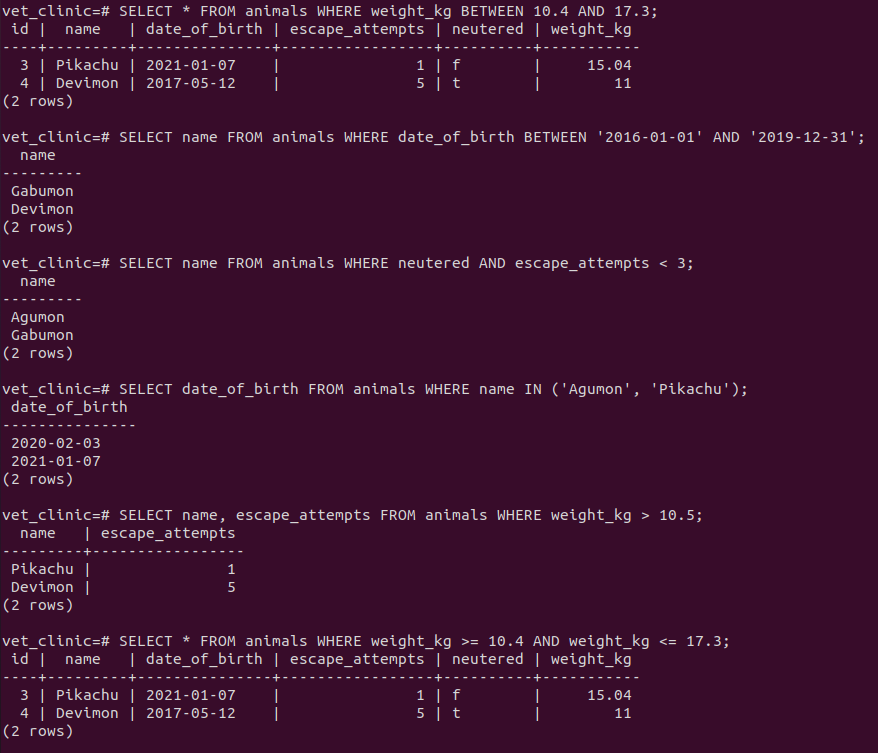 vet_clinic=# SELECT * FROM animals WHERE weight_kg BETWEEN 10.4 AND 17.3;
 id |  name   | date_of_birth | escape_attempts | neutered | weight_kg
----+---------+---------------+-----------------+----------+-----------
  3 | Pikachu | 2021-01-07    |               1 | f        |     15.04
  4 | Devimon | 2017-05-12    |               5 | t        |        11
(2 rows)

vet_clinic=# SELECT name FROM animals WHERE date_of_birth BETWEEN '2016-01-01' AND '2019-12-31';
  name
---------
 Gabumon
 Devimon
(2 rows)

vet_clinic=# SELECT name FROM animals WHERE neutered AND escape_attempts < 3;
  name
---------
 Agumon
 Gabumon
(2 rows)

vet_clinic=# SELECT date_of_birth FROM animals WHERE name IN ('Agumon', 'Pikachu');
 date_of_birth
---------------
 2020-02-03
 2021-01-07
(2 rows)

vet_clinic=# SELECT name, escape_attempts FROM animals WHERE weight_kg > 10.5;
  name   | escape_attempts
---------+-----------------
 Pikachu |               1
 Devimon |               5
(2 rows)

vet_clinic=# SELECT * FROM animals WHERE weight_kg >= 10.4 AND weight_kg <= 17.3;
 id |  name   | date_of_birth | escape_attempts | neutered | weight_kg
----+---------+---------------+-----------------+----------+-----------
  3 | Pikachu | 2021-01-07    |               1 | f        |     15.04
  4 | Devimon | 2017-05-12    |               5 | t        |        11
(2 rows)